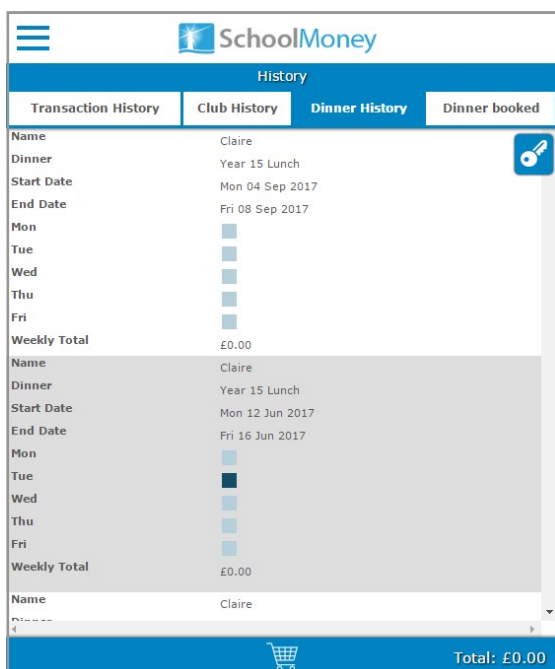 SchoolMoney
History
Transaction History Club History Dinner History Dinner booked
Name Claire
Dinner Year 15 Lunch
Start Date Mon 04 Sep 2017
End Date Fri 08 Sep 2017
Mon
Tue
Wed
Thu
Fri
Weekly Total £0.00
Name Claire
Dinner Year 15 Lunch
Start Date Mon 12 Jun 2017
End Date Fri 16 Jun 2017
Mon
Tue
Wed
Thu
Fri
Weekly Total £0.00
Name Claire
Dinner
Total: £0.00